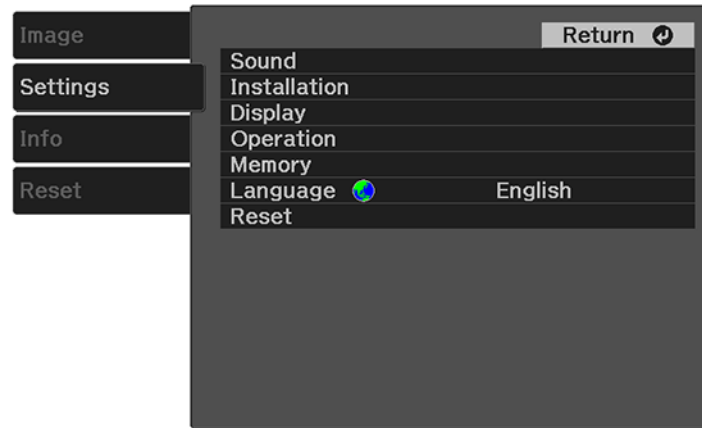 Image
Settings
Info
Reset
Return
Sound
Installation
Display
Operation
Memory
Language English
Reset